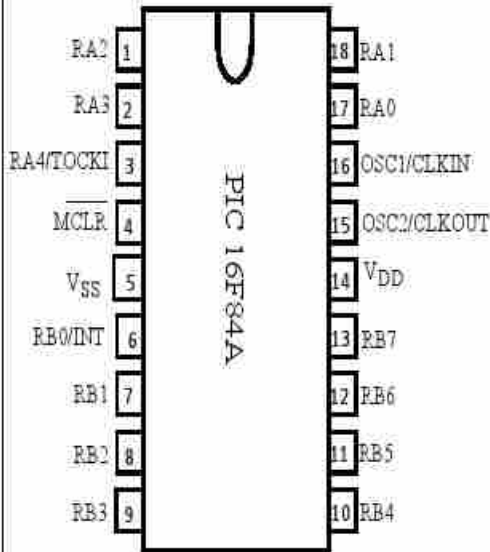 RA2 1 18 RA1
RA3 2 17 RA0
RA4/TOCKI 3 16 OSC1/CLKIN
MCLR 4 15 OSC2/CLKOUT
VSS 5 14 VDD
RB0/INT 6 13 RB7
RB1 7 12 RB6
RB2 8 11 RB5
RB3 9 10 RB4
PIC 16F84A